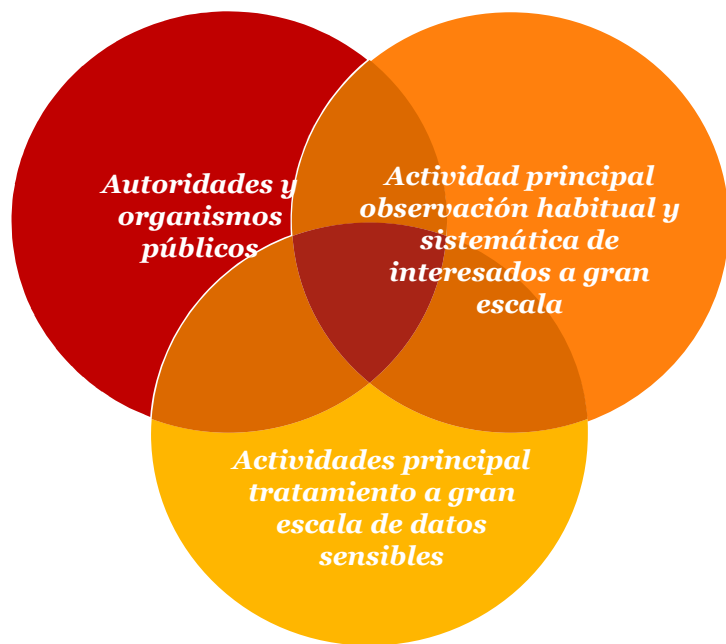 Autoridades y
organismos
públicos
Actividad principal
observación habitual y
sistemática de
interesados a gran
escala
Actividades principal
tratamiento a gran
escala de datos
sensibles